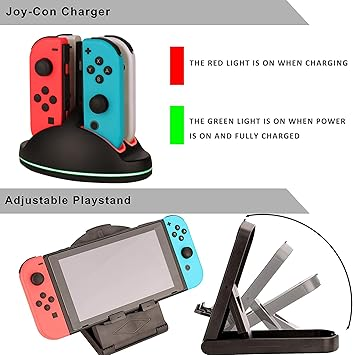 Joy-Con Charger
THE RED LIGHT IS ON WHEN CHARGING
THE GREEN LIGHT IS ON WHEN POWER
IS ON AND FULLY CHARGED
Adjustable Playstand